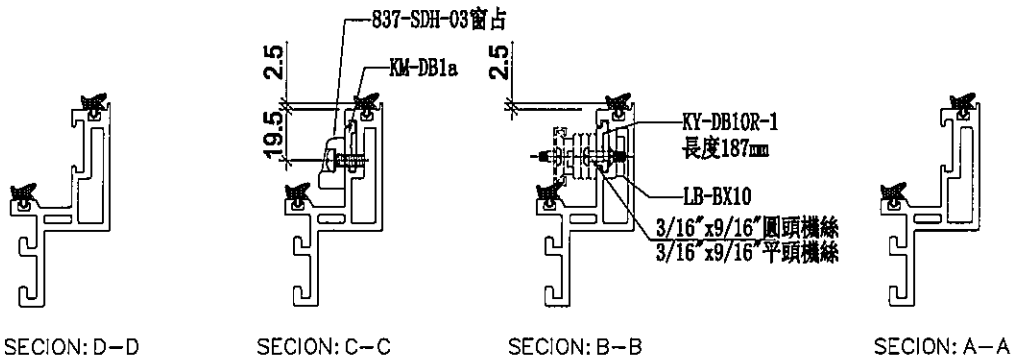 837-SDH-03窗占
KM-DB1a
2.5
19.5
2.5
KY-DB10R-1
長度187mm
LB-BX10
3/16"x9/16"圓頭機絲
3/16"x9/16"平頭機絲
SECION: D-D
SECION: C-C
SECION: B-B
SECION: A-A